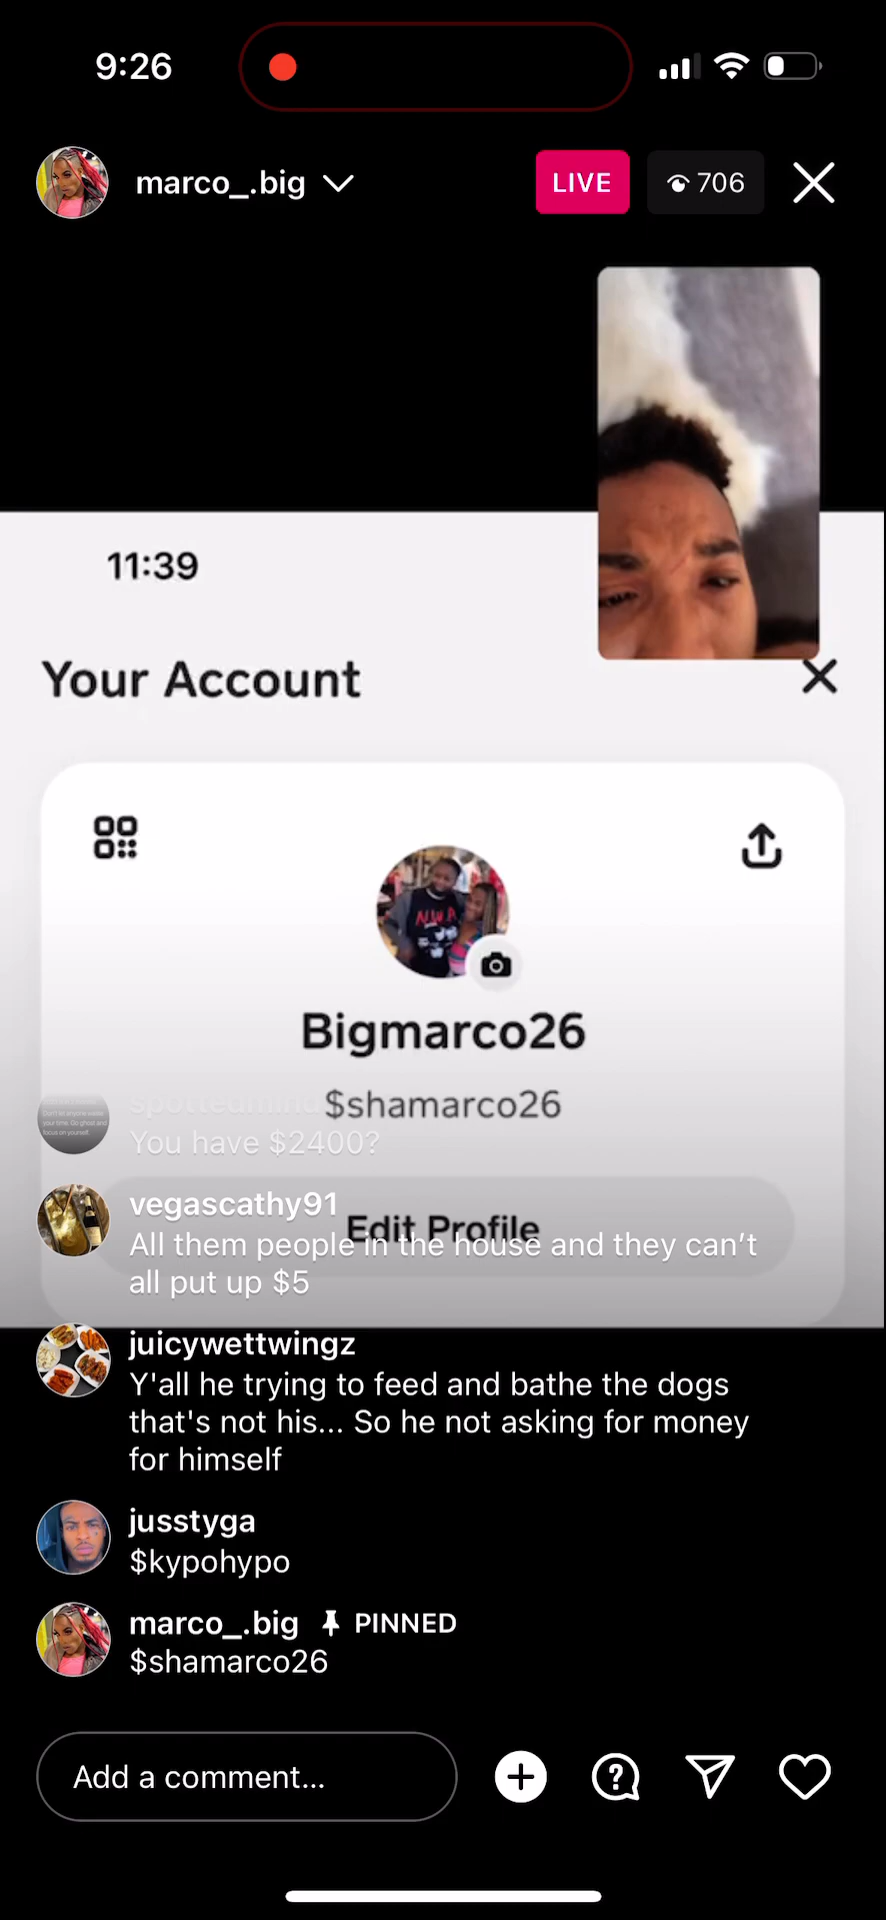 9:26
marco_.big
LIVE
706
11:39
Your Account
N.W.A
Bigmarco26
$shamarco26
You have $2400?
vegascathy91
Edit Profile
All them people in the house and they can't
all put up $5
juicywettwingz
Y'all he trying to feed and bathe the dogs
that's not his... So he not asking for money
for himself
jusstyga
$kypohypo
marco_.big PINNED
$shamarco26
Add a comment...